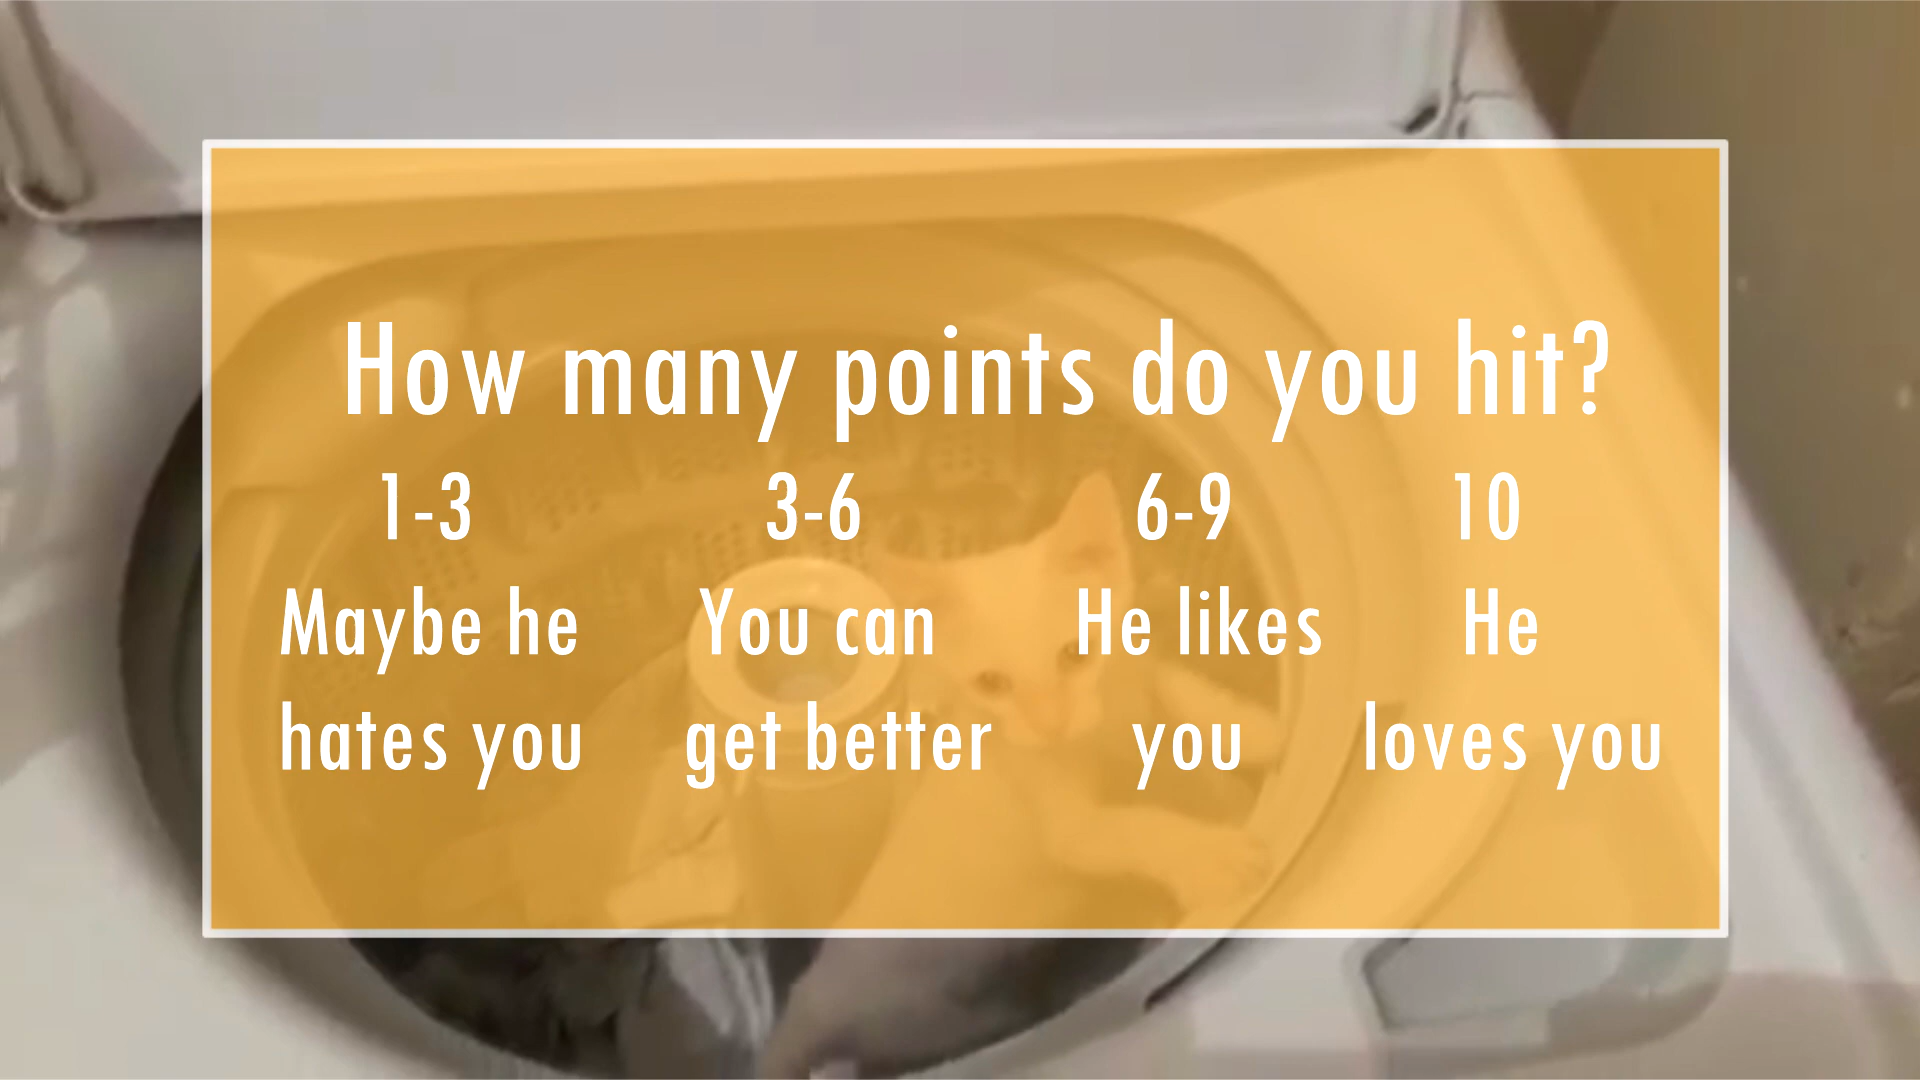 How many points do you hit?
1-3 3-6 6-9 10
Maybe he You can He likes He
hates you get better you loves you